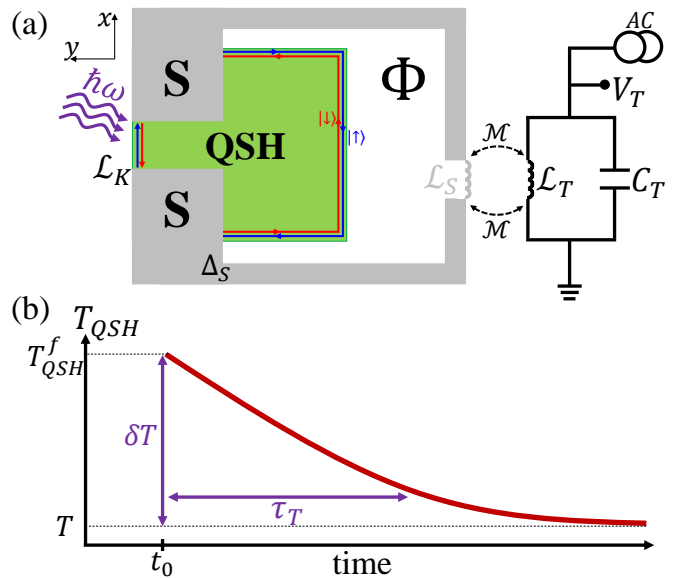 (a)
x
y
S
ħω
QSH
Φ
|↓⟩
|↑⟩
ℒ_K
S
Δ_S
AC
V_T
ℳ
ℒ_S
ℒ_T
C_T
ℳ
(b)
T_QSH
T^f_QSH
δT
τ_T
T
t_0
time